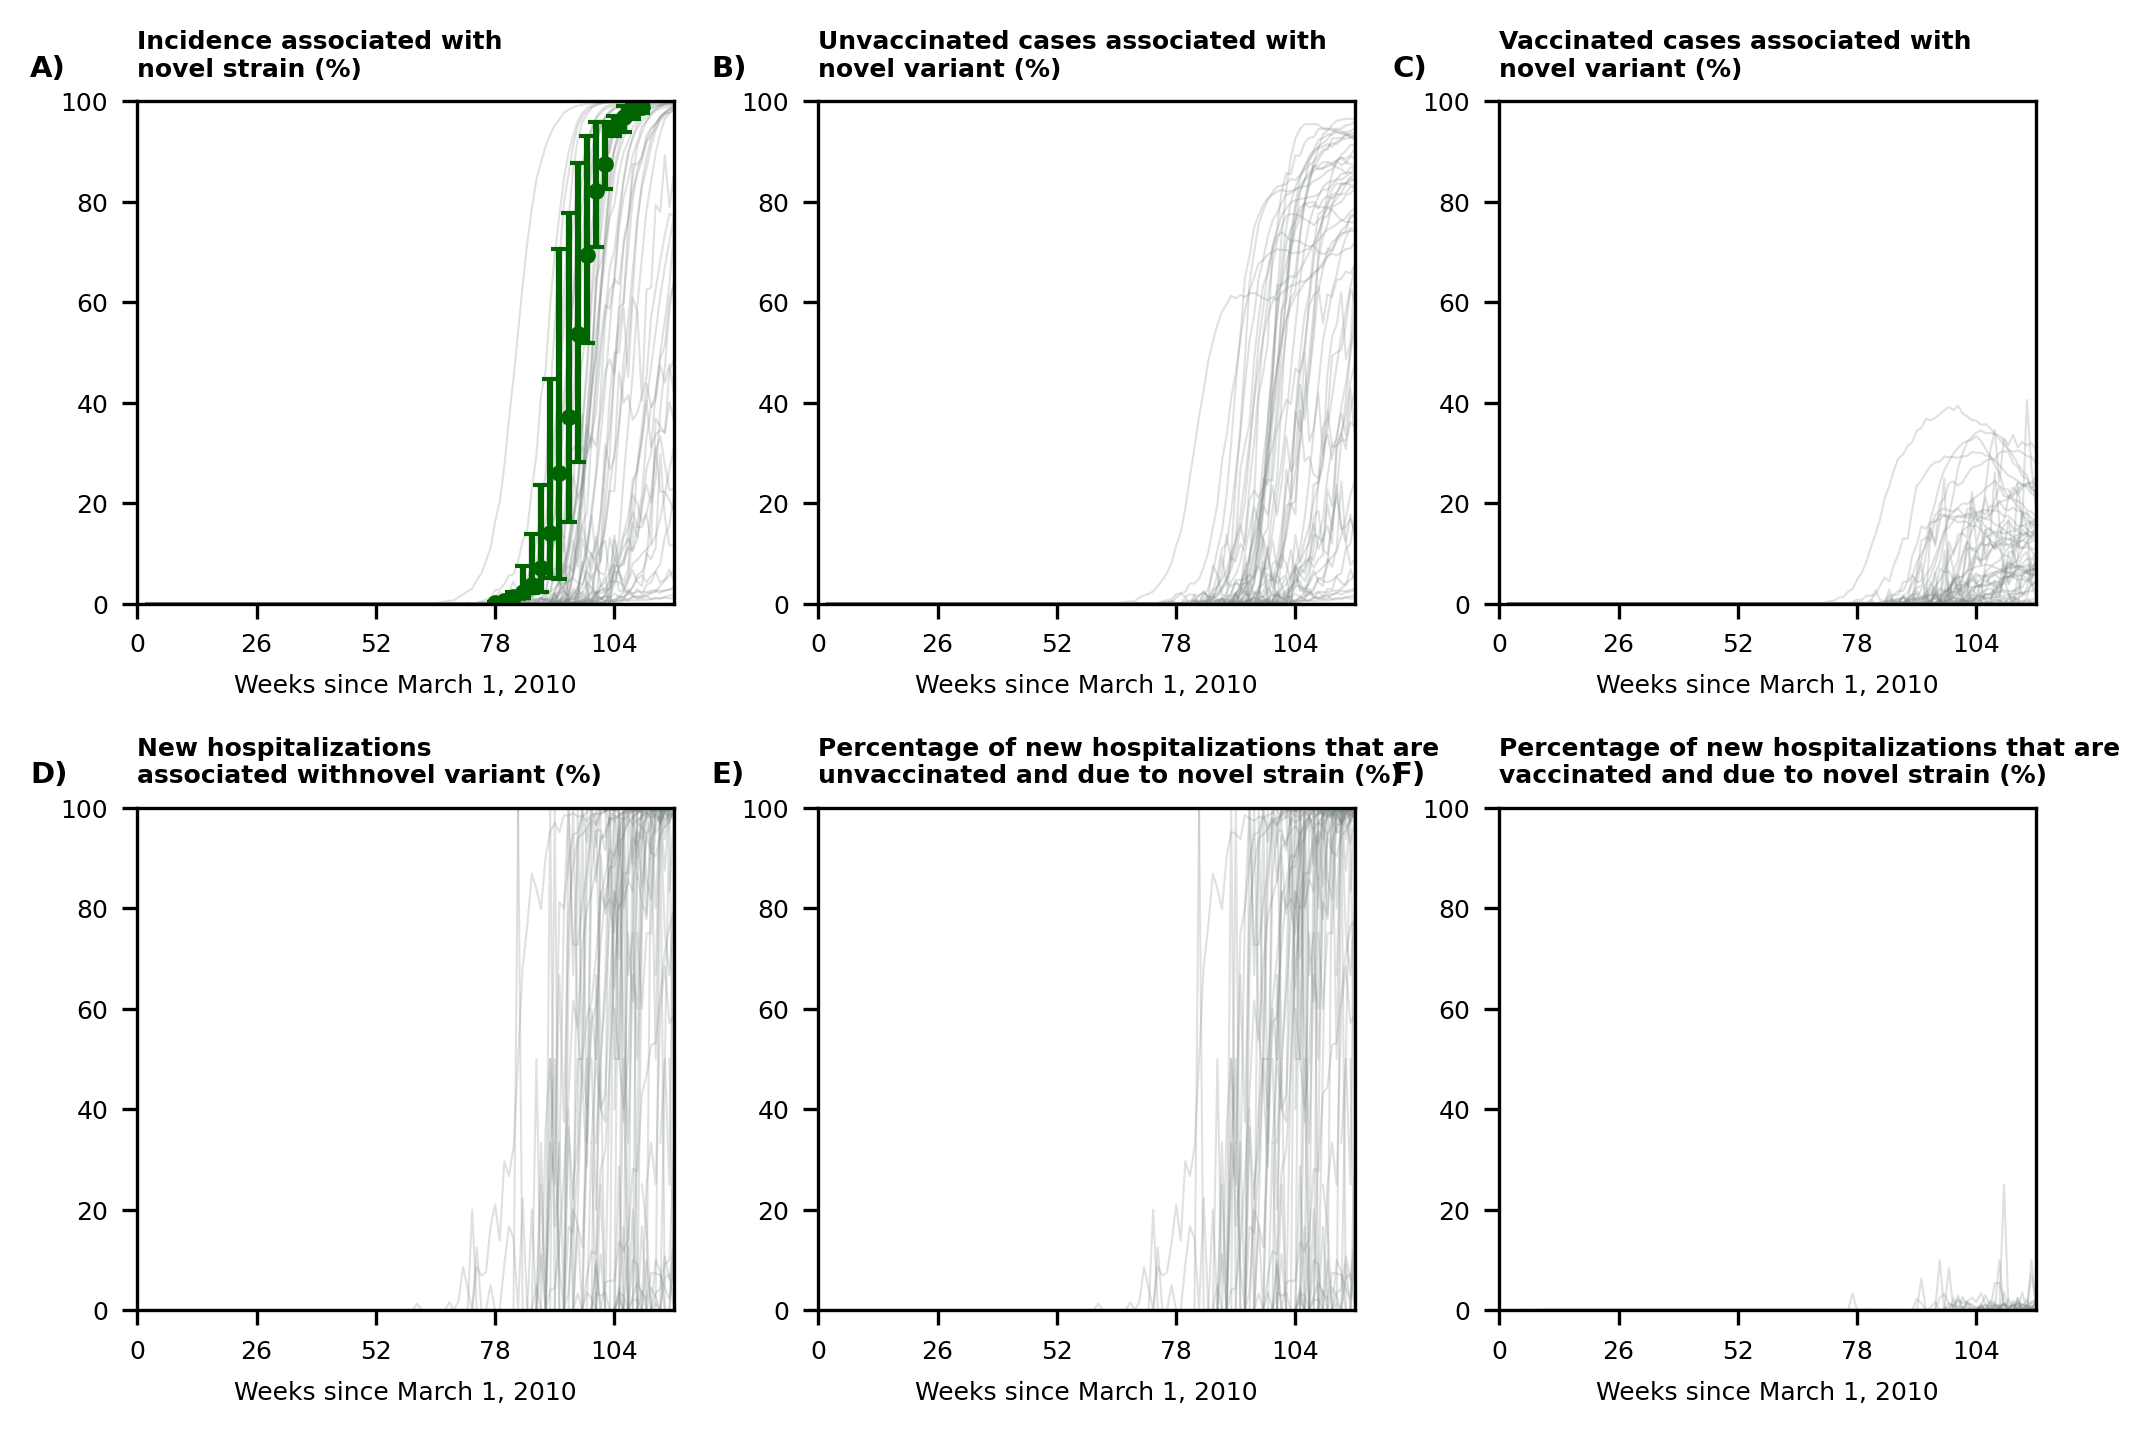 A)
Incidence associated with
novel strain (%)
100
80
60
40
20
0
0 26 52 78 104
Weeks since March 1, 2010
B)
Unvaccinated cases associated with
novel variant (%)
100
80
60
40
20
0
0 26 52 78 104
Weeks since March 1, 2010
C)
Vaccinated cases associated with
novel variant (%)
100
80
60
40
20
0
0 26 52 78 104
Weeks since March 1, 2010
D)
New hospitalizations
associated withnovel variant (%)
100
80
60
40
20
0
0 26 52 78 104
Weeks since March 1, 2010
E)
Percentage of new hospitalizations that are
unvaccinated and due to novel strain (%)
100
80
60
40
20
0
0 26 52 78 104
Weeks since March 1, 2010
F)
Percentage of new hospitalizations that are
vaccinated and due to novel strain (%)
100
80
60
40
20
0
0 26 52 78 104
Weeks since March 1, 2010